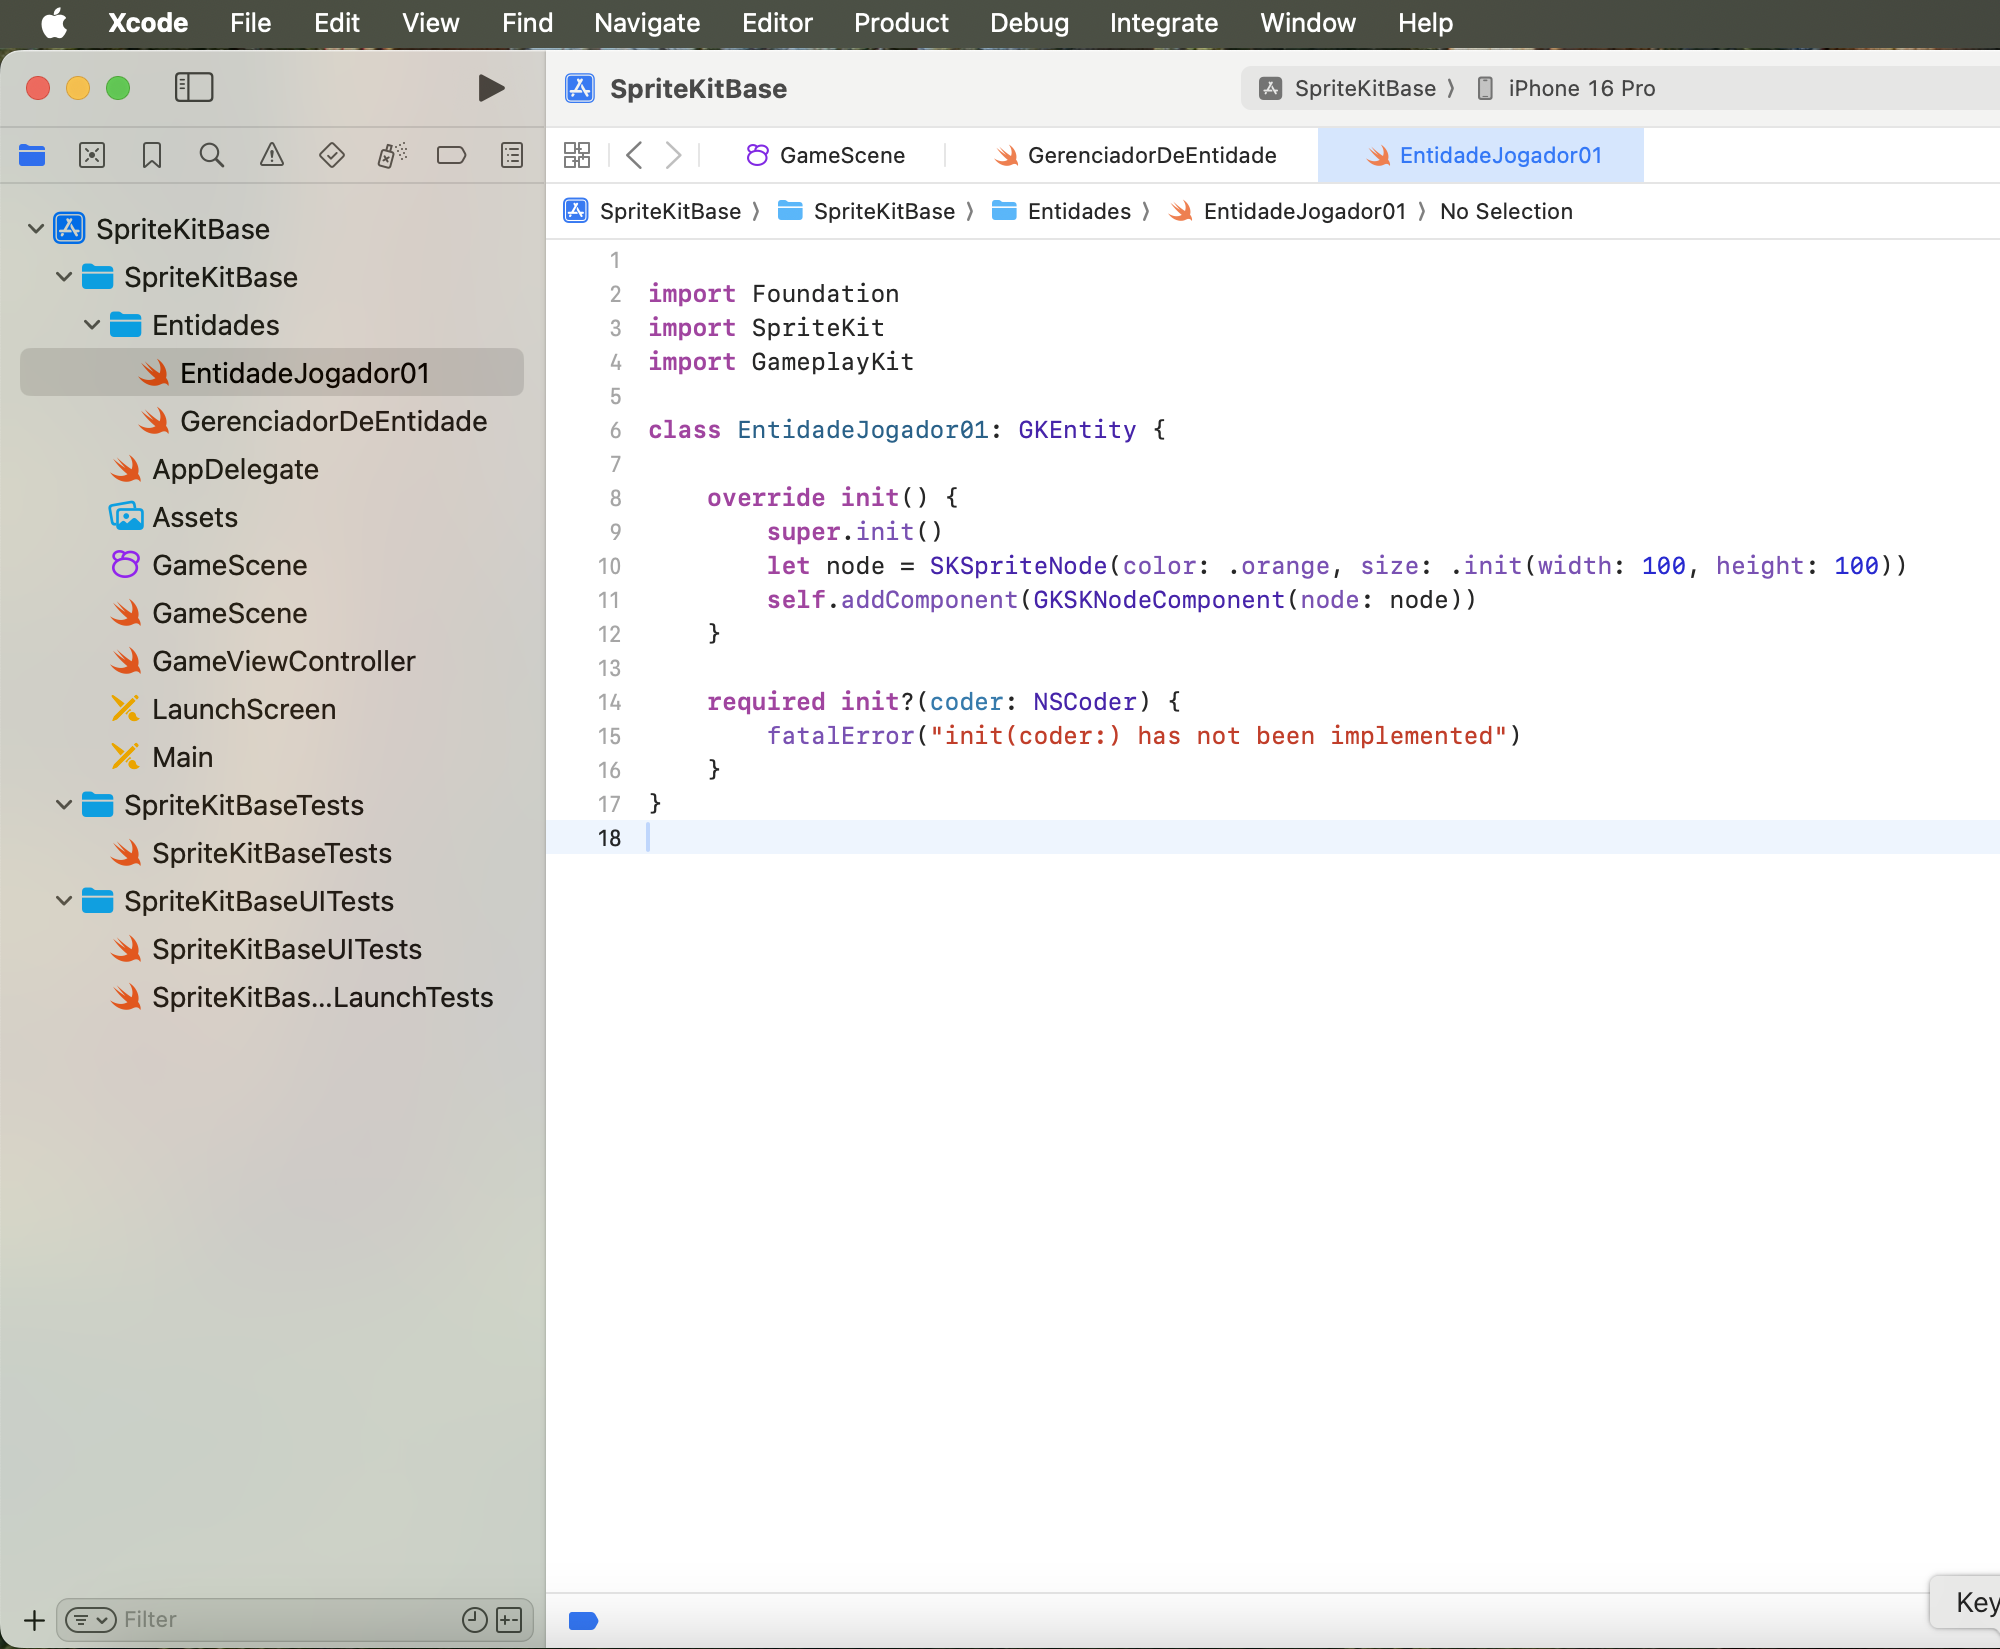 Xcode File Edit View Find Navigate Editor Product Debug Integrate Window Help
SpriteKitBase
SpriteKitBase 〉 iPhone 16 Pro
GameScene
GerenciadorDeEntidade
EntidadeJogador01
SpriteKitBase 〉 SpriteKitBase 〉 Entidades 〉 EntidadeJogador01 〉 No Selection
SpriteKitBase
SpriteKitBase
Entidades
EntidadeJogador01
GerenciadorDeEntidade
AppDelegate
Assets
GameScene
GameScene
GameViewController
LaunchScreen
Main
SpriteKitBaseTests
SpriteKitBaseTests
SpriteKitBaseUITests
SpriteKitBaseUITests
SpriteKitBas...LaunchTests
Filter
1
2 import Foundation
3 import SpriteKit
4 import GameplayKit
5
6 class EntidadeJogador01: GKEntity {
7
8 override init() {
9 super.init()
10 let node = SKSpriteNode(color: .orange, size: .init(width: 100, height: 100))
11 self.addComponent(GKSKNodeComponent(node: node))
12 }
13
14 required init?(coder: NSCoder) {
15 fatalError("init(coder:) has not been implemented")
16 }
17 }
18
Key